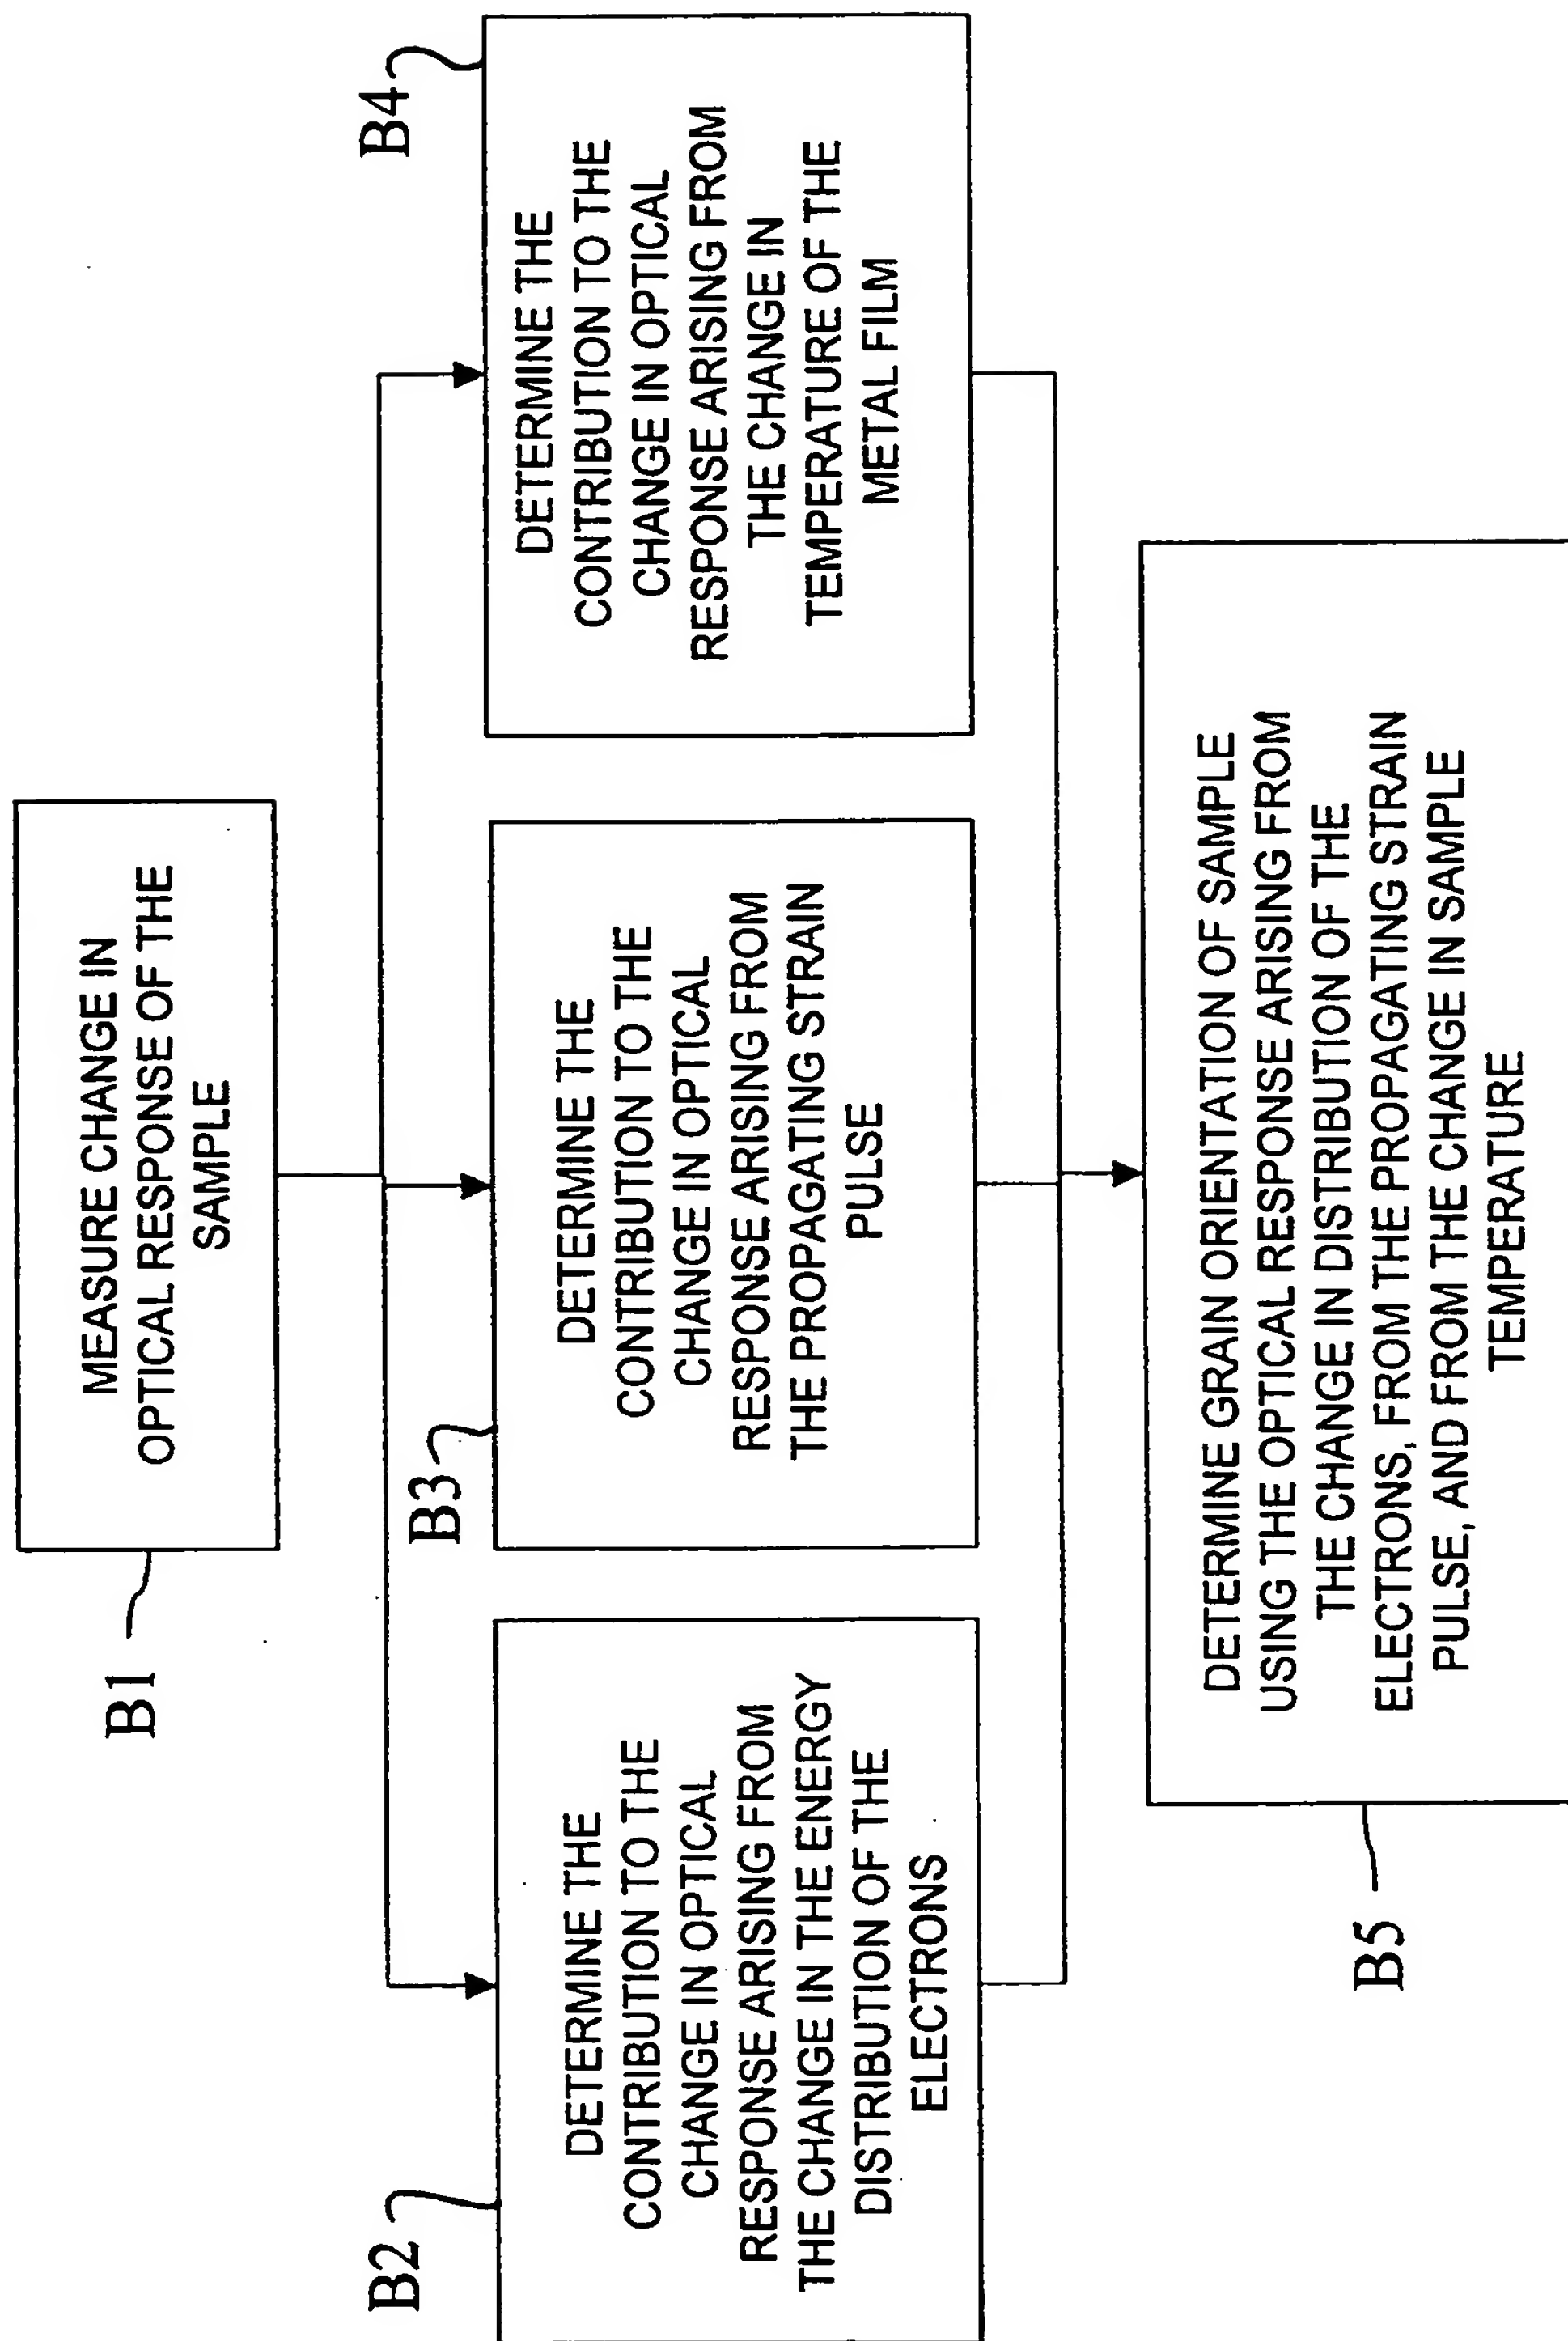 B1
MEASURE CHANGE IN
OPTICAL RESPONSE OF THE
SAMPLE
B2
DETERMINE THE
CONTRIBUTION TO THE
CHANGE IN OPTICAL
RESPONSE ARISING FROM
THE CHANGE IN THE ENERGY
DISTRIBUTION OF THE
ELECTRONS
B3
DETERMINE THE
CONTRIBUTION TO THE
CHANGE IN OPTICAL
RESPONSE ARISING FROM
THE PROPAGATING STRAIN
PULSE
B4
DETERMINE THE
CONTRIBUTION TO THE
CHANGE IN OPTICAL
RESPONSE ARISING FROM
THE CHANGE IN
TEMPERATURE OF THE
METAL FILM
B5
DETERMINE GRAIN ORIENTATION OF SAMPLE
USING THE OPTICAL RESPONSE ARISING FROM
THE CHANGE IN DISTRIBUTION OF THE
ELECTRONS, FROM THE PROPAGATING STRAIN
PULSE, AND FROM THE CHANGE IN SAMPLE
TEMPERATURE